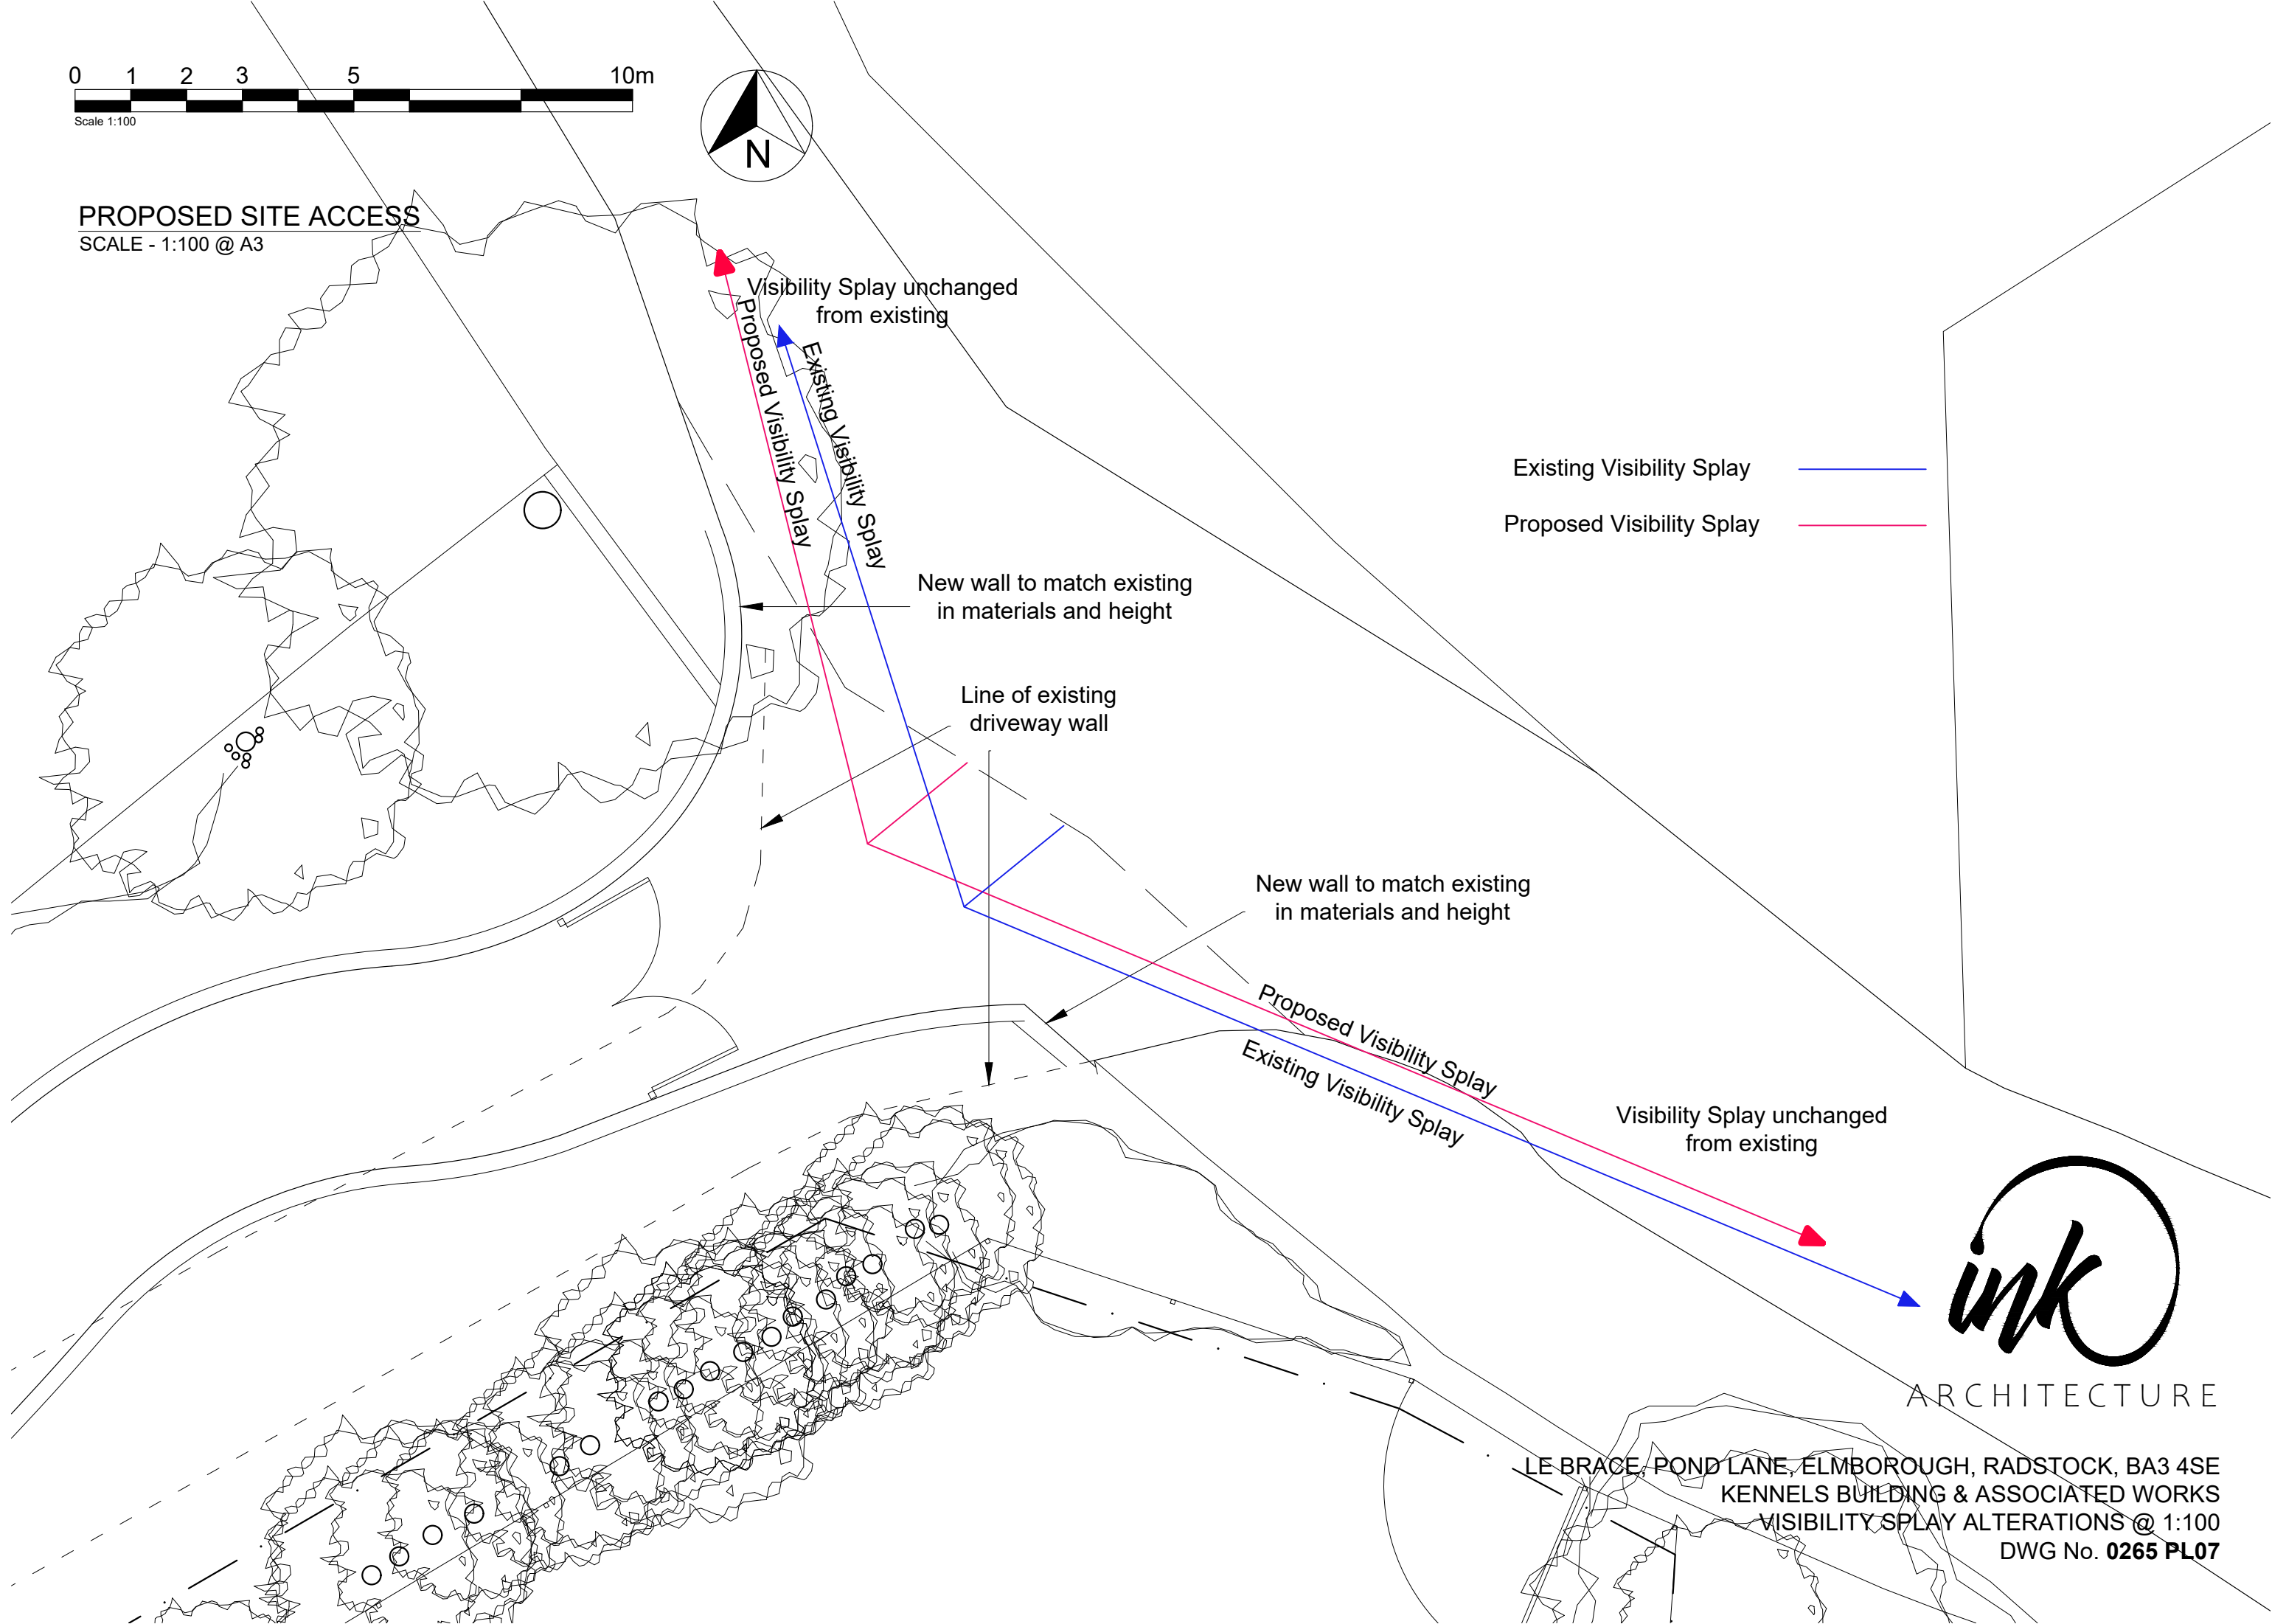 0 1 2 3 5 10m
Scale 1:100
N
PROPOSED SITE ACCESS
SCALE - 1:100 @ A3
Visibility Splay unchanged
from existing
Proposed Visibility Splay
Existing Visibility Splay
Existing Visibility Splay
Proposed Visibility Splay
New wall to match existing
in materials and height
Line of existing
driveway wall
New wall to match existing
in materials and height
Proposed Visibility Splay
Existing Visibility Splay
Visibility Splay unchanged
from existing
ink
ARCHITECTURE
LE BRACE, POND LANE, ELMBOROUGH, RADSTOCK, BA3 4SE
KENNELS BUILDING & ASSOCIATED WORKS
VISIBILITY SPLAY ALTERATIONS @ 1:100
DWG No. 0265 PL07